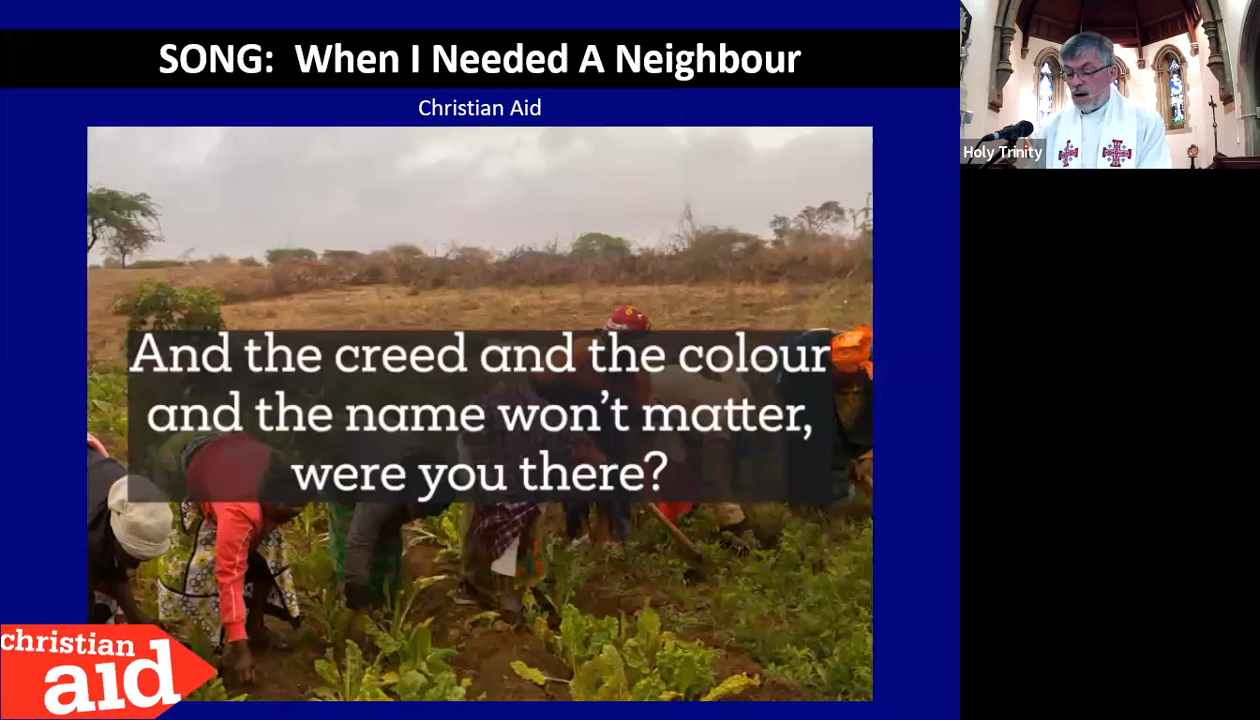 SONG: When I Needed A Neighbour
Christian Aid
Holy Trinity
And the creed and the colour
and the name won't matter,
were you there?
christian
aid